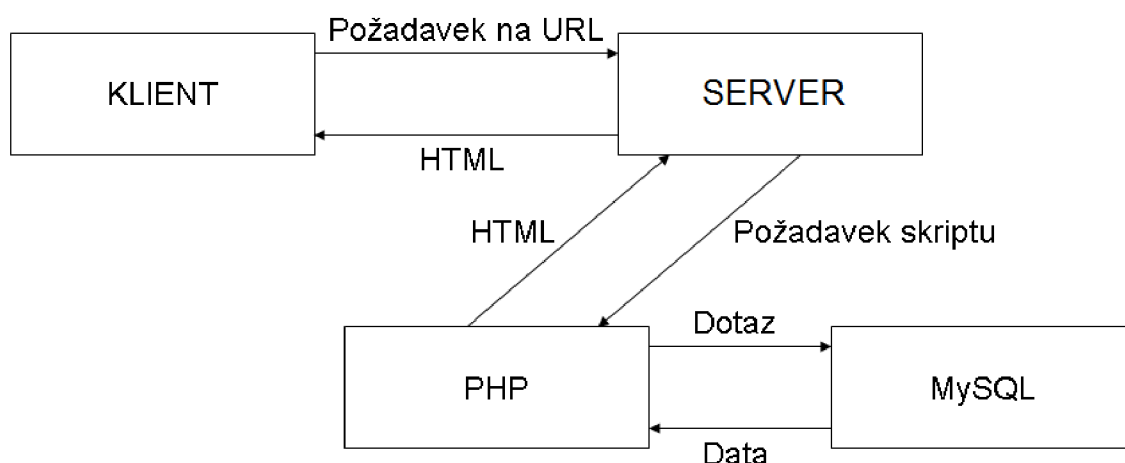 Požadavek na URL
KLIENT
SERVER
HTML
HTML
Požadavek skriptu
Dotaz
PHP
MySQL
Data